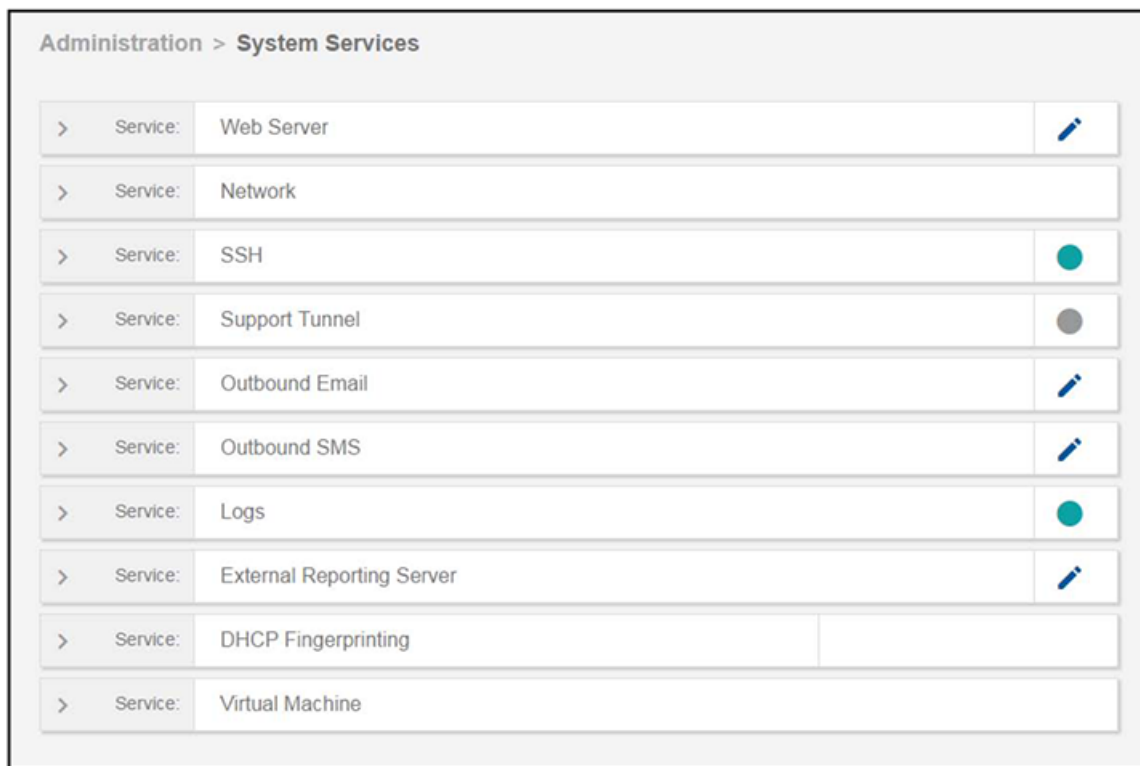 Administration > System Services
> Service: Web Server
> Service: Network
> Service: SSH
> Service: Support Tunnel
> Service: Outbound Email
> Service: Outbound SMS
> Service: Logs
> Service: External Reporting Server
> Service: DHCP Fingerprinting
> Service: Virtual Machine